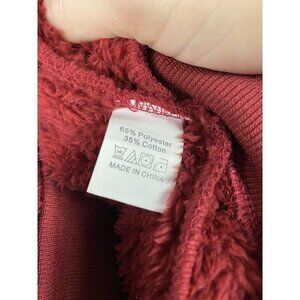 65% Polyester
35% Cotton
MADE IN CHINA